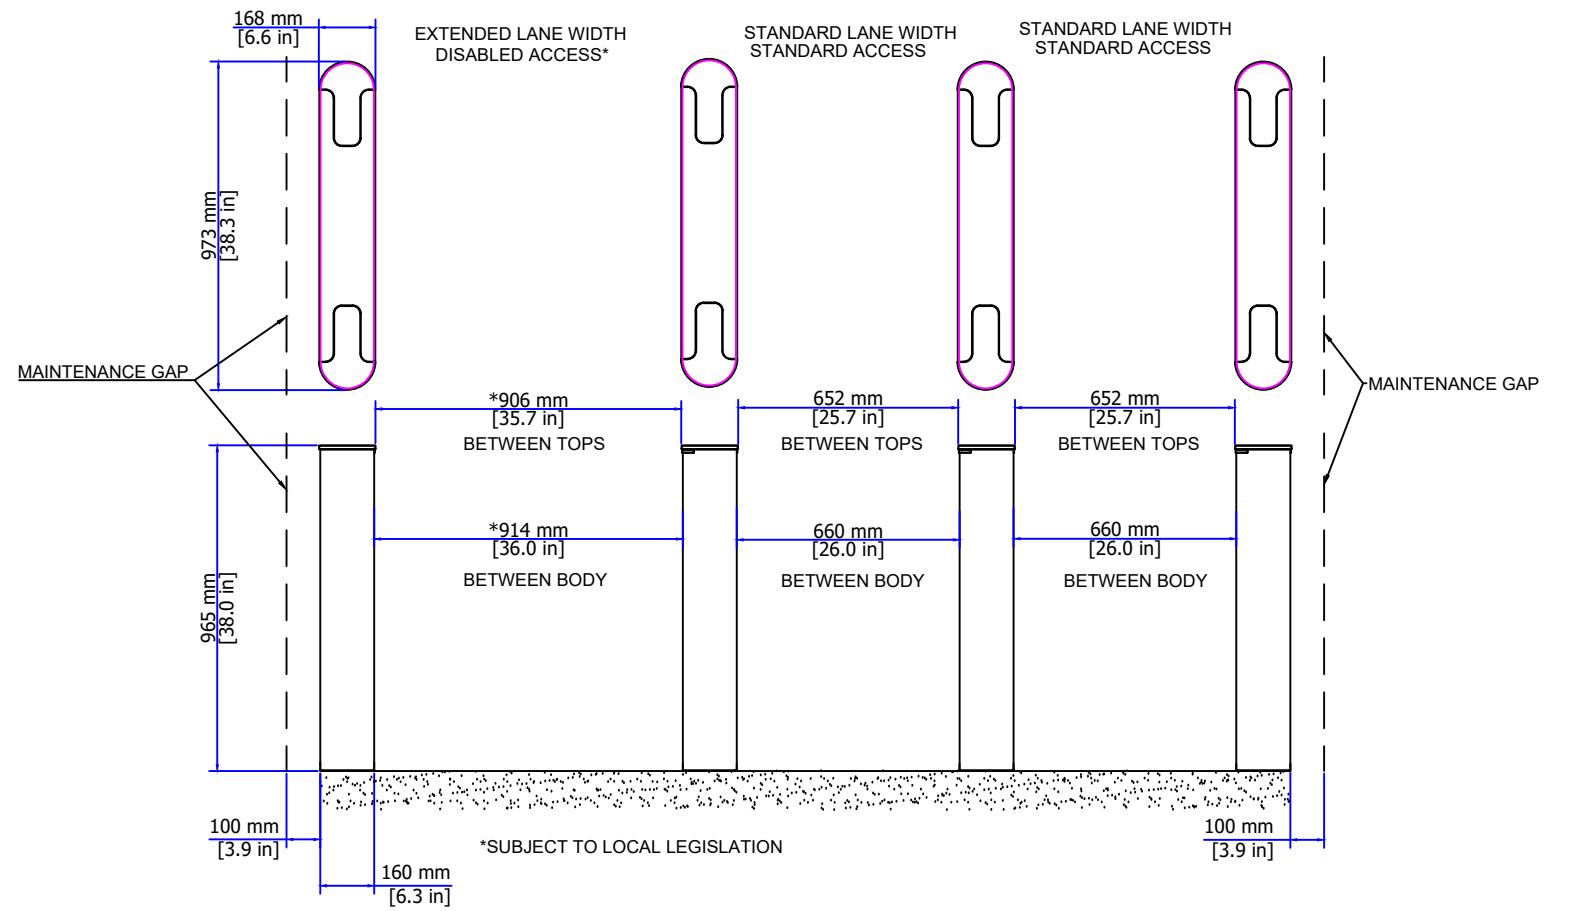 168 mm
[6.6 in]
EXTENDED LANE WIDTH
DISABLED ACCESS*
STANDARD LANE WIDTH
STANDARD ACCESS
STANDARD LANE WIDTH
STANDARD ACCESS
973 mm
[38.3 in]
MAINTENANCE GAP
MAINTENANCE GAP
*906 mm
[35.7 in]
BETWEEN TOPS
652 mm
[25.7 in]
BETWEEN TOPS
652 mm
[25.7 in]
BETWEEN TOPS
*914 mm
[36.0 in]
BETWEEN BODY
660 mm
[26.0 in]
BETWEEN BODY
660 mm
[26.0 in]
BETWEEN BODY
965 mm
[38.0 in]
100 mm
[3.9 in]
*SUBJECT TO LOCAL LEGISLATION
100 mm
[3.9 in]
160 mm
[6.3 in]